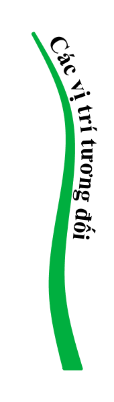 Các vị trí tương đối